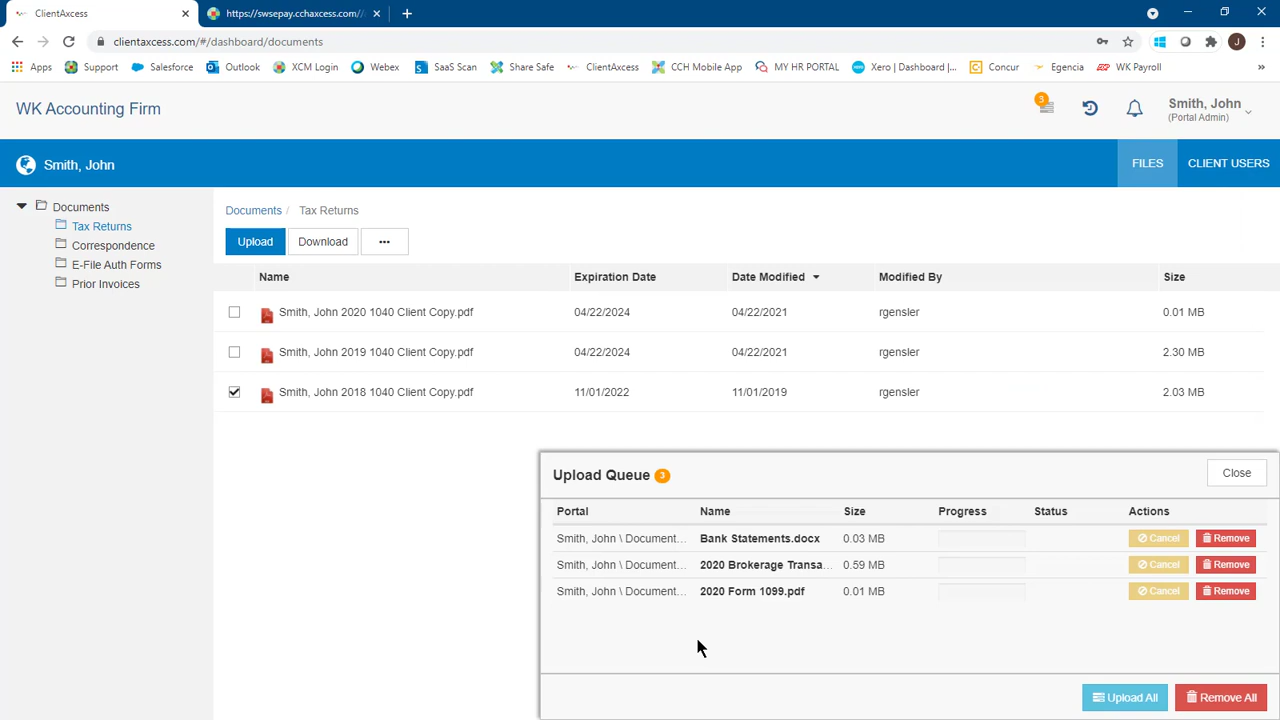 ClientAxcess
https://swsepay.cchaxcess.com//
clientaxcess.com/#/dashboard/documents
J
Apps Support Salesforce Outlook XCM Login Webex SaaS Scan Share Safe ClientAxcess CCH Mobile App MY HR PORTAL Xero | Dashboard |... Concur Egencia WK Payroll »
WK Accounting Firm
3
Smith, John
(Portal Admin)
Smith, John
FILES CLIENT USERS
Documents
Tax Returns
Correspondence
E-File Auth Forms
Prior Invoices
Documents / Tax Returns
Upload Download •••
Name Expiration Date Date Modified Modified By Size
Smith, John 2020 1040 Client Copy.pdf 04/22/2024 04/22/2021 rgensler 0.01 MB
Smith, John 2019 1040 Client Copy.pdf 04/22/2024 04/22/2021 rgensler 2.30 MB
Smith, John 2018 1040 Client Copy.pdf 11/01/2022 11/01/2019 rgensler 2.03 MB
Upload Queue 3 Close
Portal Name Size Progress Status Actions
Smith, John \ Document... Bank Statements.docx 0.03 MB Cancel Remove
Smith, John \ Document... 2020 Brokerage Transa... 0.59 MB Cancel Remove
Smith, John \ Document... 2020 Form 1099.pdf 0.01 MB Cancel Remove
Upload All Remove All